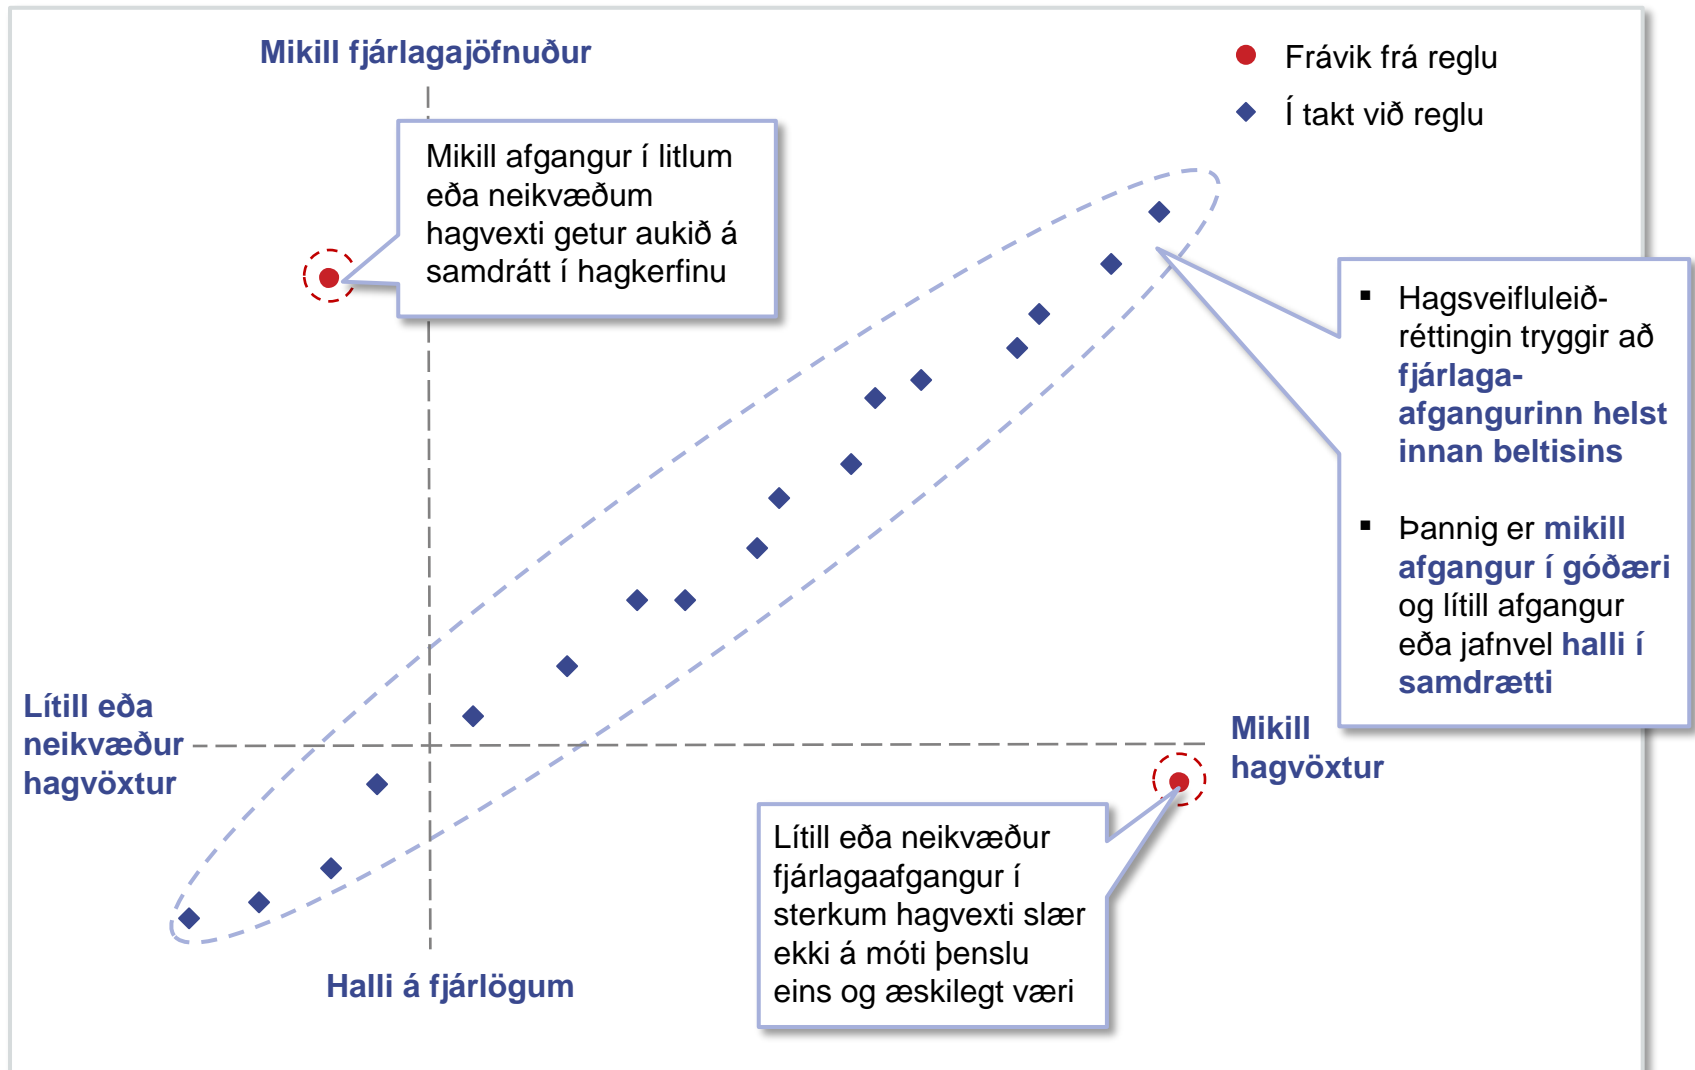 Mikill fjárlagajöfnuður
Frávik frá reglu
Í takt við reglu
Mikill afgangur í litlum
eða neikvæðum
hagvexti getur aukið á
samdrátt í hagkerfinu
▪ Hagsveifluleið-
réttingin tryggir að
fjárlaga-
afgangurinn helst
innan beltisins
▪ Þannig er mikill
afgangur í góðæri
og lítill afgangur
eða jafnvel halli í
samdrætti
Lítill eða
neikvæður
hagvöxtur
Mikill
hagvöxtur
Lítill eða neikvæður
fjárlagaafgangur í
sterkum hagvexti slær
ekki á móti þenslu
eins og æskilegt væri
Halli á fjárlögum